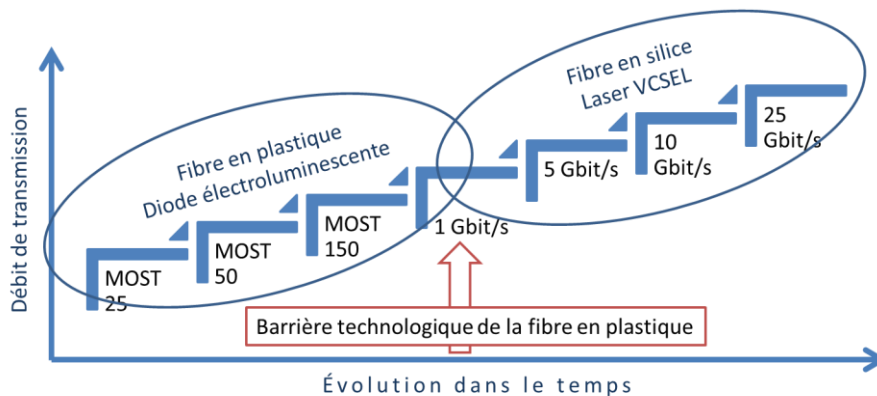 Débit de transmission
Fibre en plastique
Diode électroluminescente
Fibre en silice
Laser VCSEL
MOST
25
MOST
50
MOST
150
1 Gbit/s
5 Gbit/s
10
Gbit/s
25
Gbit/s
Barrière technologique de la fibre en plastique
Évolution dans le temps